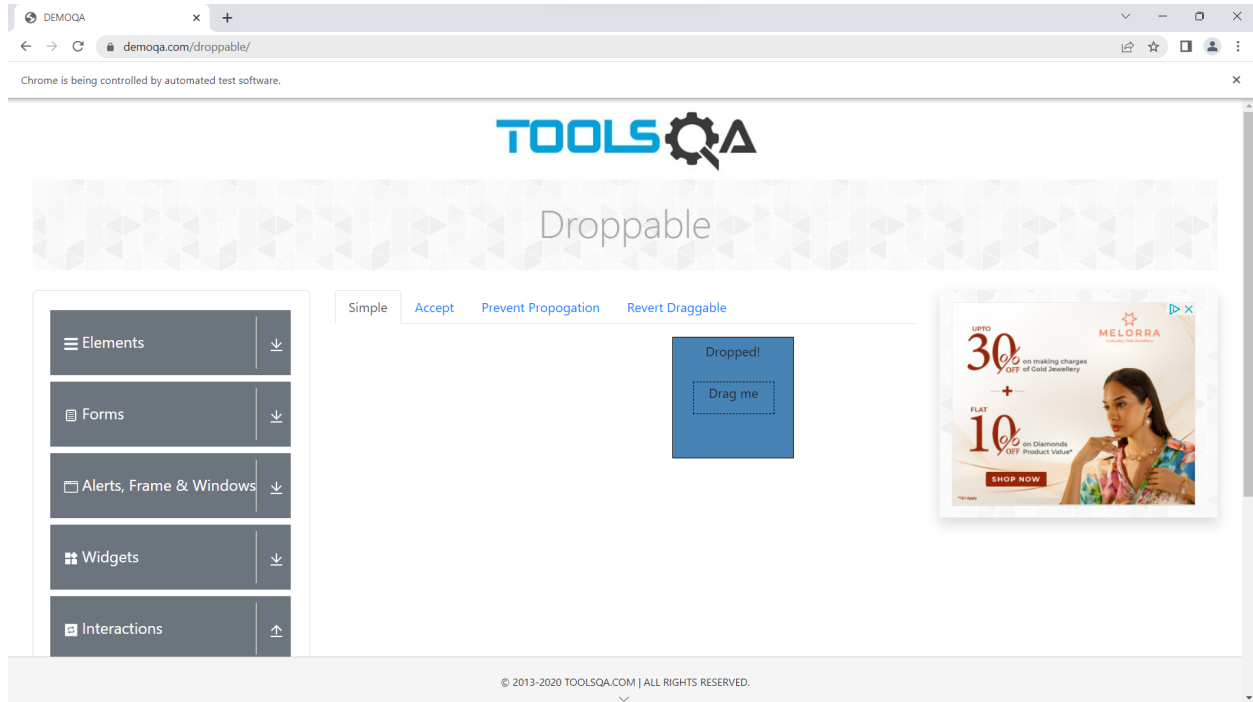 DEMOQA
demoqa.com/droppable/
Chrome is being controlled by automated test software.
TOOLSQA
Droppable
Elements
Forms
Alerts, Frame & Windows
Widgets
Interactions
Simple Accept Prevent Propogation Revert Draggable
Dropped!
Drag me
MELORRA
UPTO
30% OFF on making charges of Gold Jewellery
+
FLAT
10% OFF on Diamonds Product Value*
SHOP NOW
© 2013-2020 TOOLSQA.COM | ALL RIGHTS RESERVED.